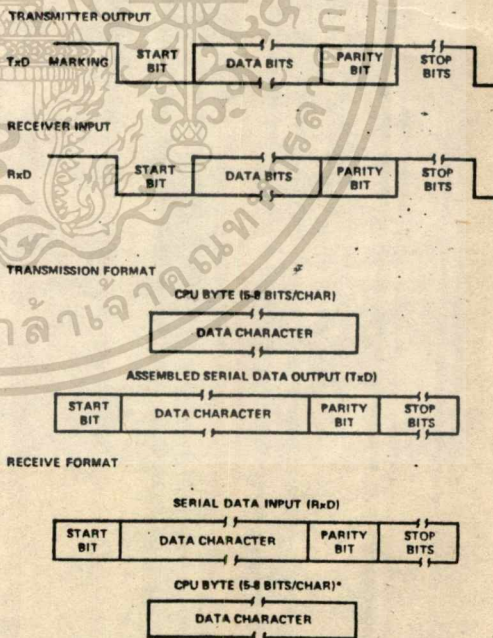 TRANSMITTER OUTPUT
TxD MARKING START BIT DATA BITS PARITY BIT STOP BITS
RECEIVER INPUT
RxD START BIT DATA BITS PARITY BIT STOP BITS
TRANSMISSION FORMAT
CPU BYTE (5-8 BITS/CHAR)
DATA CHARACTER
ASSEMBLED SERIAL DATA OUTPUT (TxD)
START BIT DATA CHARACTER PARITY BIT STOP BITS
RECEIVE FORMAT
SERIAL DATA INPUT (RxD)
START BIT DATA CHARACTER PARITY BIT STOP BITS
CPU BYTE (5-8 BITS/CHAR)*
DATA CHARACTER